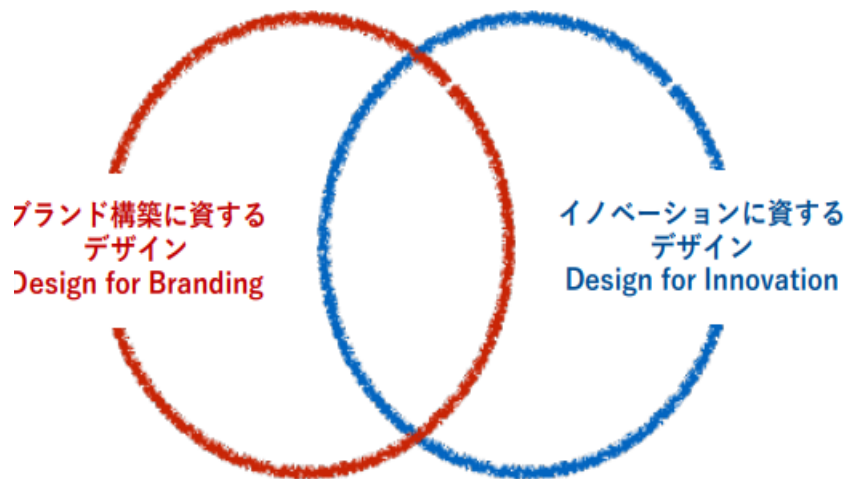 ブランド構築に資する
デザイン
Design for Branding
イノベーションに資する
デザイン
Design for Innovation